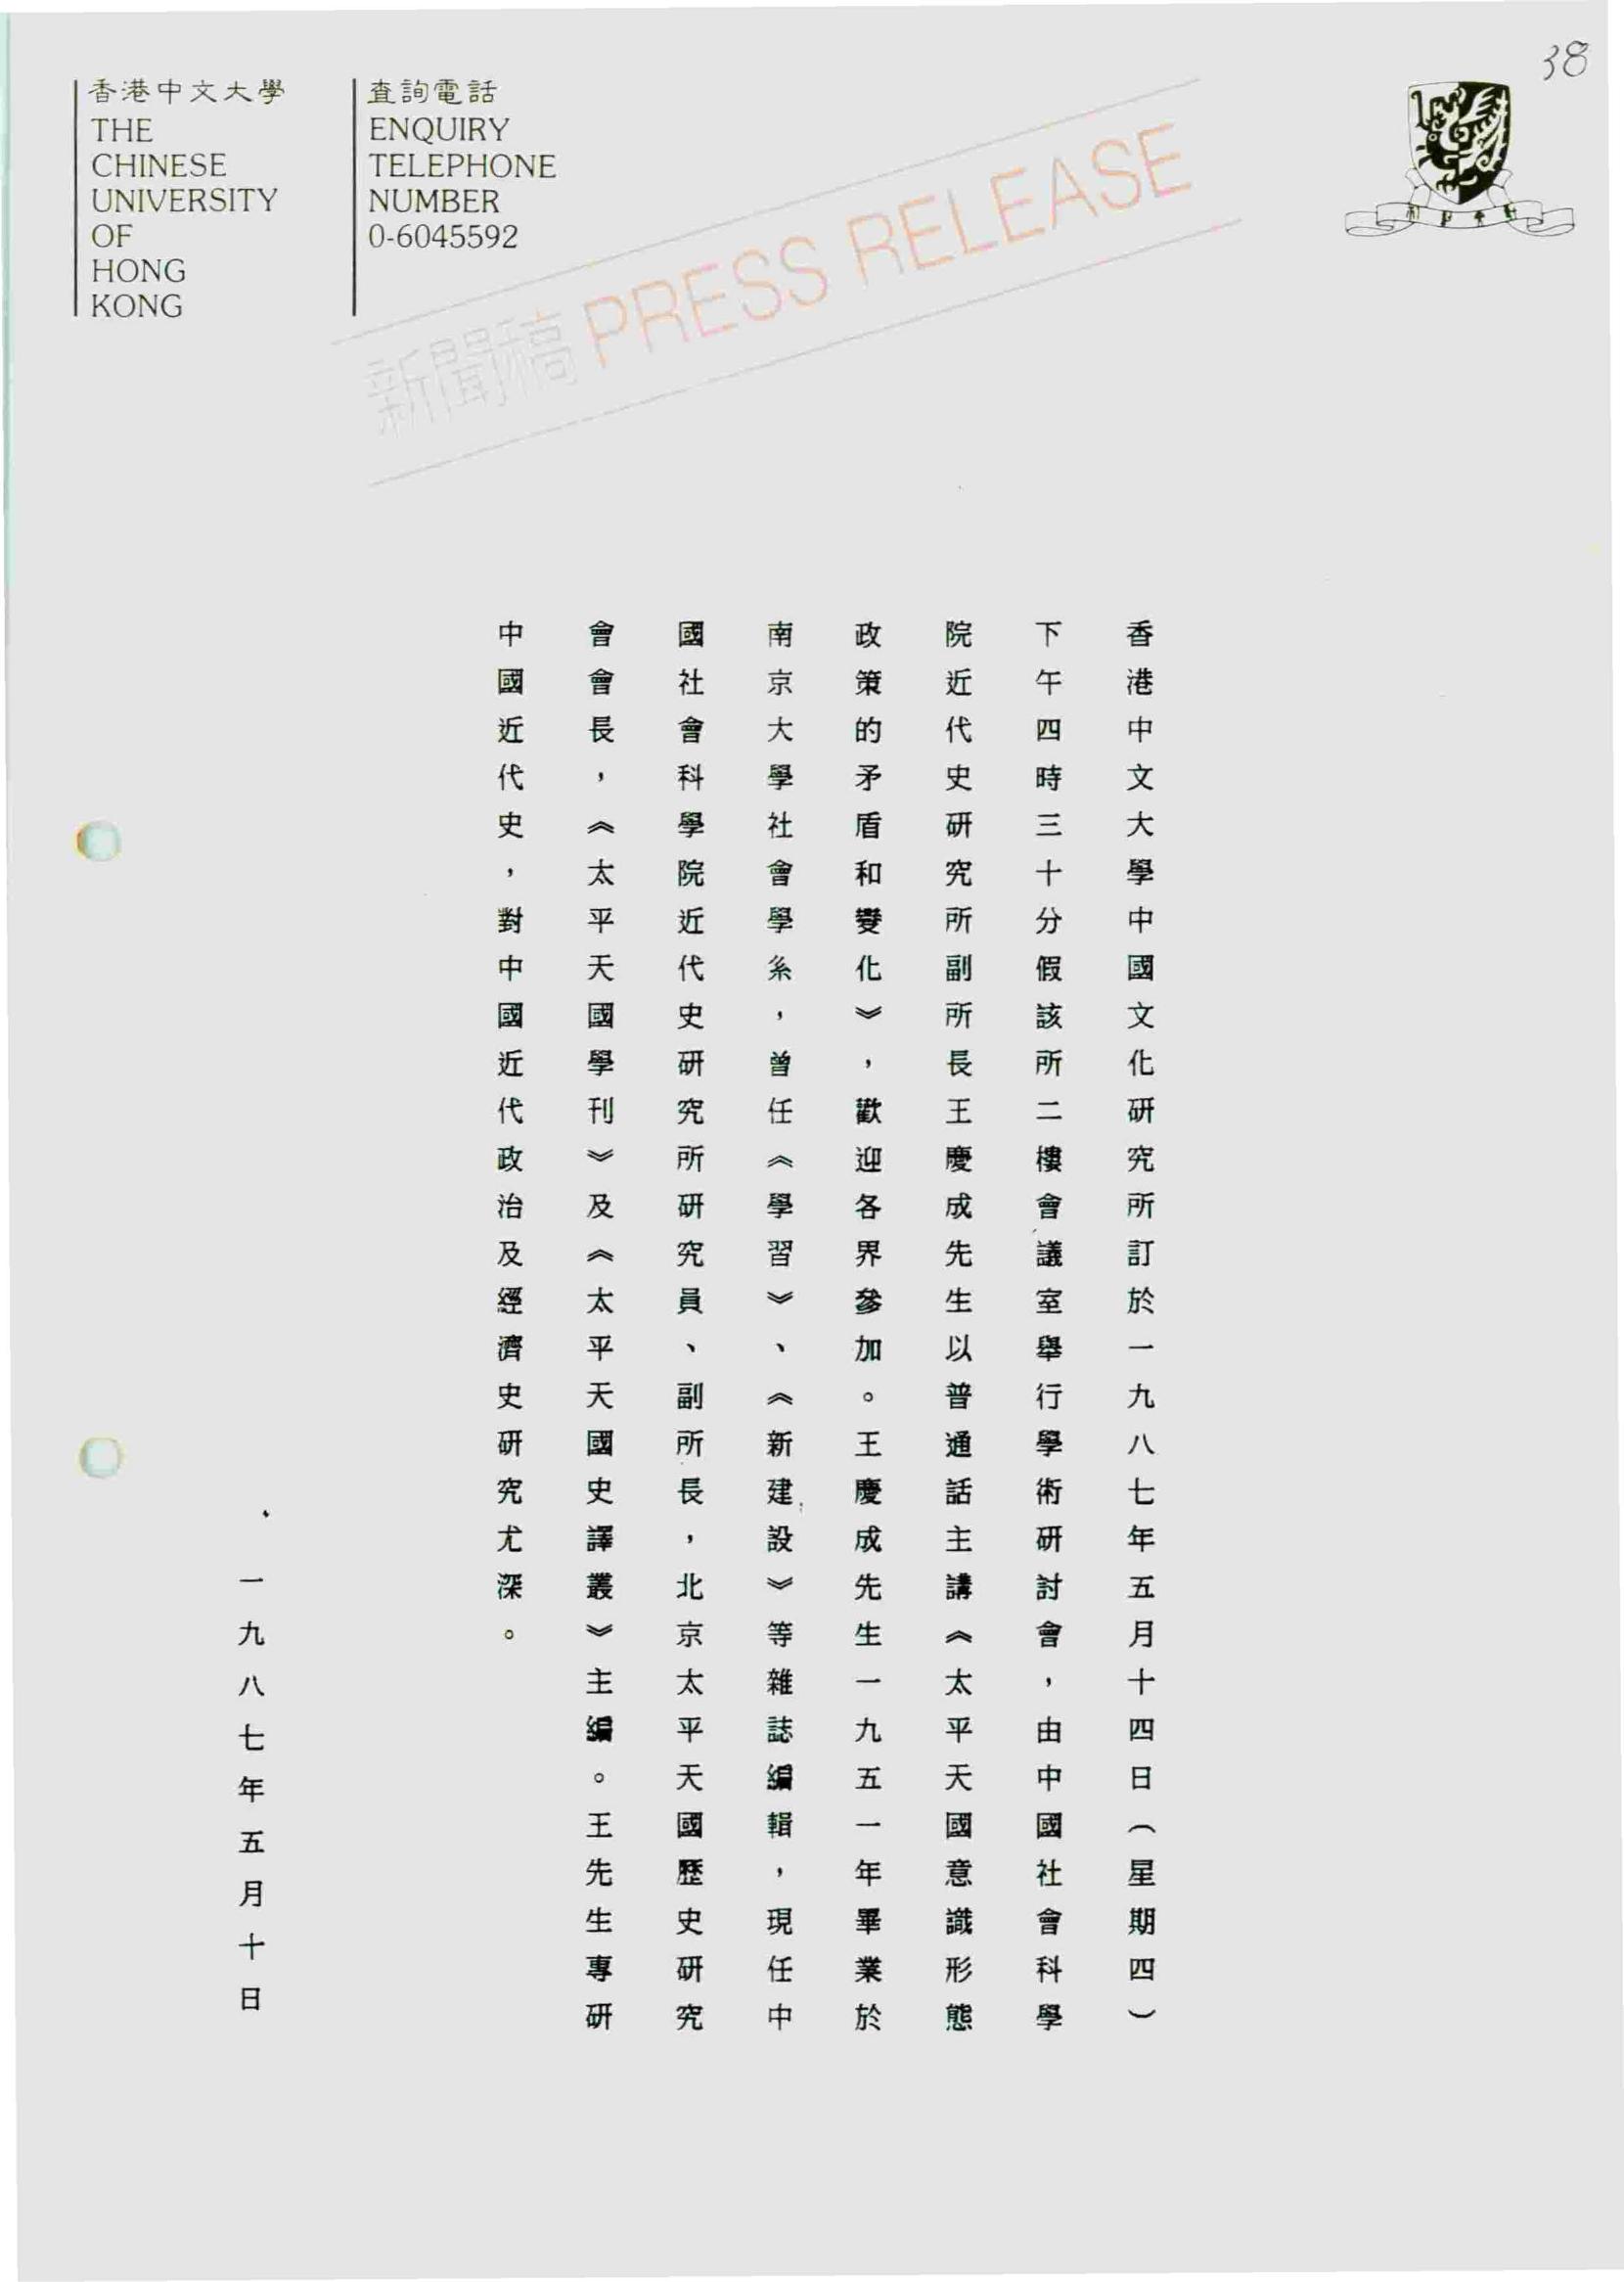 38
香港中文大學
THE
CHINESE
UNIVERSITY
OF
HONG
KONG
查詢電話
ENQUIRY
TELEPHONE
NUMBER
0-6045592
新聞稿 PRESS RELEASE
香港中文大學中國文化研究所訂於一九八七年五月十四日（星期四）
下午四時三十分假該所二樓會議室舉行學術研討會，由中國社會科學
院近代史研究所副所長王慶成先生以普通話主講《太平天國意識形態
政策的矛盾和變化》，歡迎各界參加。王慶成先生一九五一年畢業於
南京大學社會學系，曾任《學習》、《新建設》等雜誌編輯，現任中
國社會科學院近代史研究所研究員、副所長，北京太平天國歷史研究
會會長，《太平天國學刊》及《太平天國史譯叢》主編。王先生專研
中國近代史，對中國近代政治及經濟史研究尤深。
一九八七年五月十日